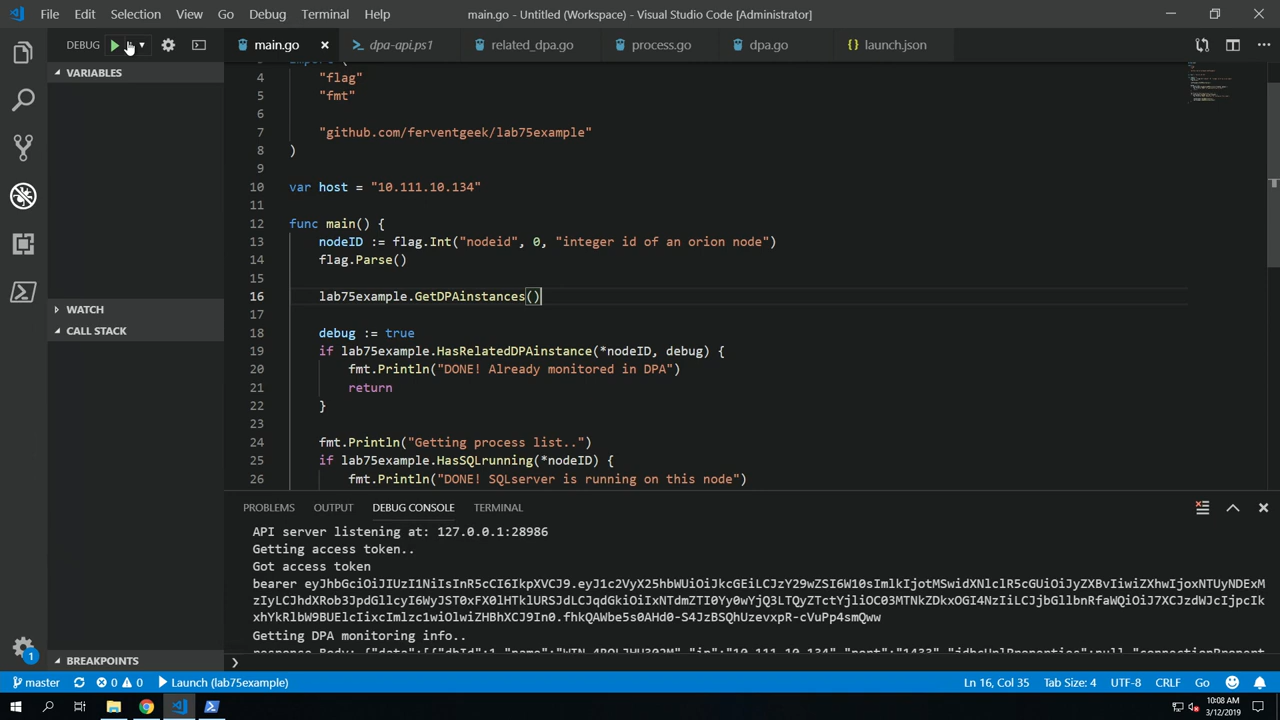 File Edit Selection View Go Debug Terminal Help
main.go - Untitled (Workspace) - Visual Studio Code [Administrator]
DEBUG
main.go
dpa-api.ps1
related_dpa.go
process.go
dpa.go
{} launch.json
VARIABLES
WATCH
CALL STACK
BREAKPOINTS
4 "flag"
5 "fmt"
6
7 "github.com/ferventgeek/lab75example"
8 )
9
10 var host = "10.111.10.134"
11
12 func main() {
13 nodeID := flag.Int("nodeid", 0, "integer id of an orion node")
14 flag.Parse()
15
16 lab75example.GetDPAinstances()
17
18 debug := true
19 if lab75example.HasRelatedDPAinstance(*nodeID, debug) {
20 fmt.Println("DONE! Already monitored in DPA")
21 return
22 }
23
24 fmt.Println("Getting process list..")
25 if lab75example.HasSQLrunning(*nodeID) {
26 fmt.Println("DONE! SQLserver is running on this node")
PROBLEMS OUTPUT DEBUG CONSOLE TERMINAL
API server listening at: 127.0.0.1:28986
Getting access token..
Got access token
Getting DPA monitoring info..
1
master
0 0
Launch (lab75example)
Ln 16, Col 35 Tab Size: 4 UTF-8 CRLF Go
10:08 AM
3/12/2019